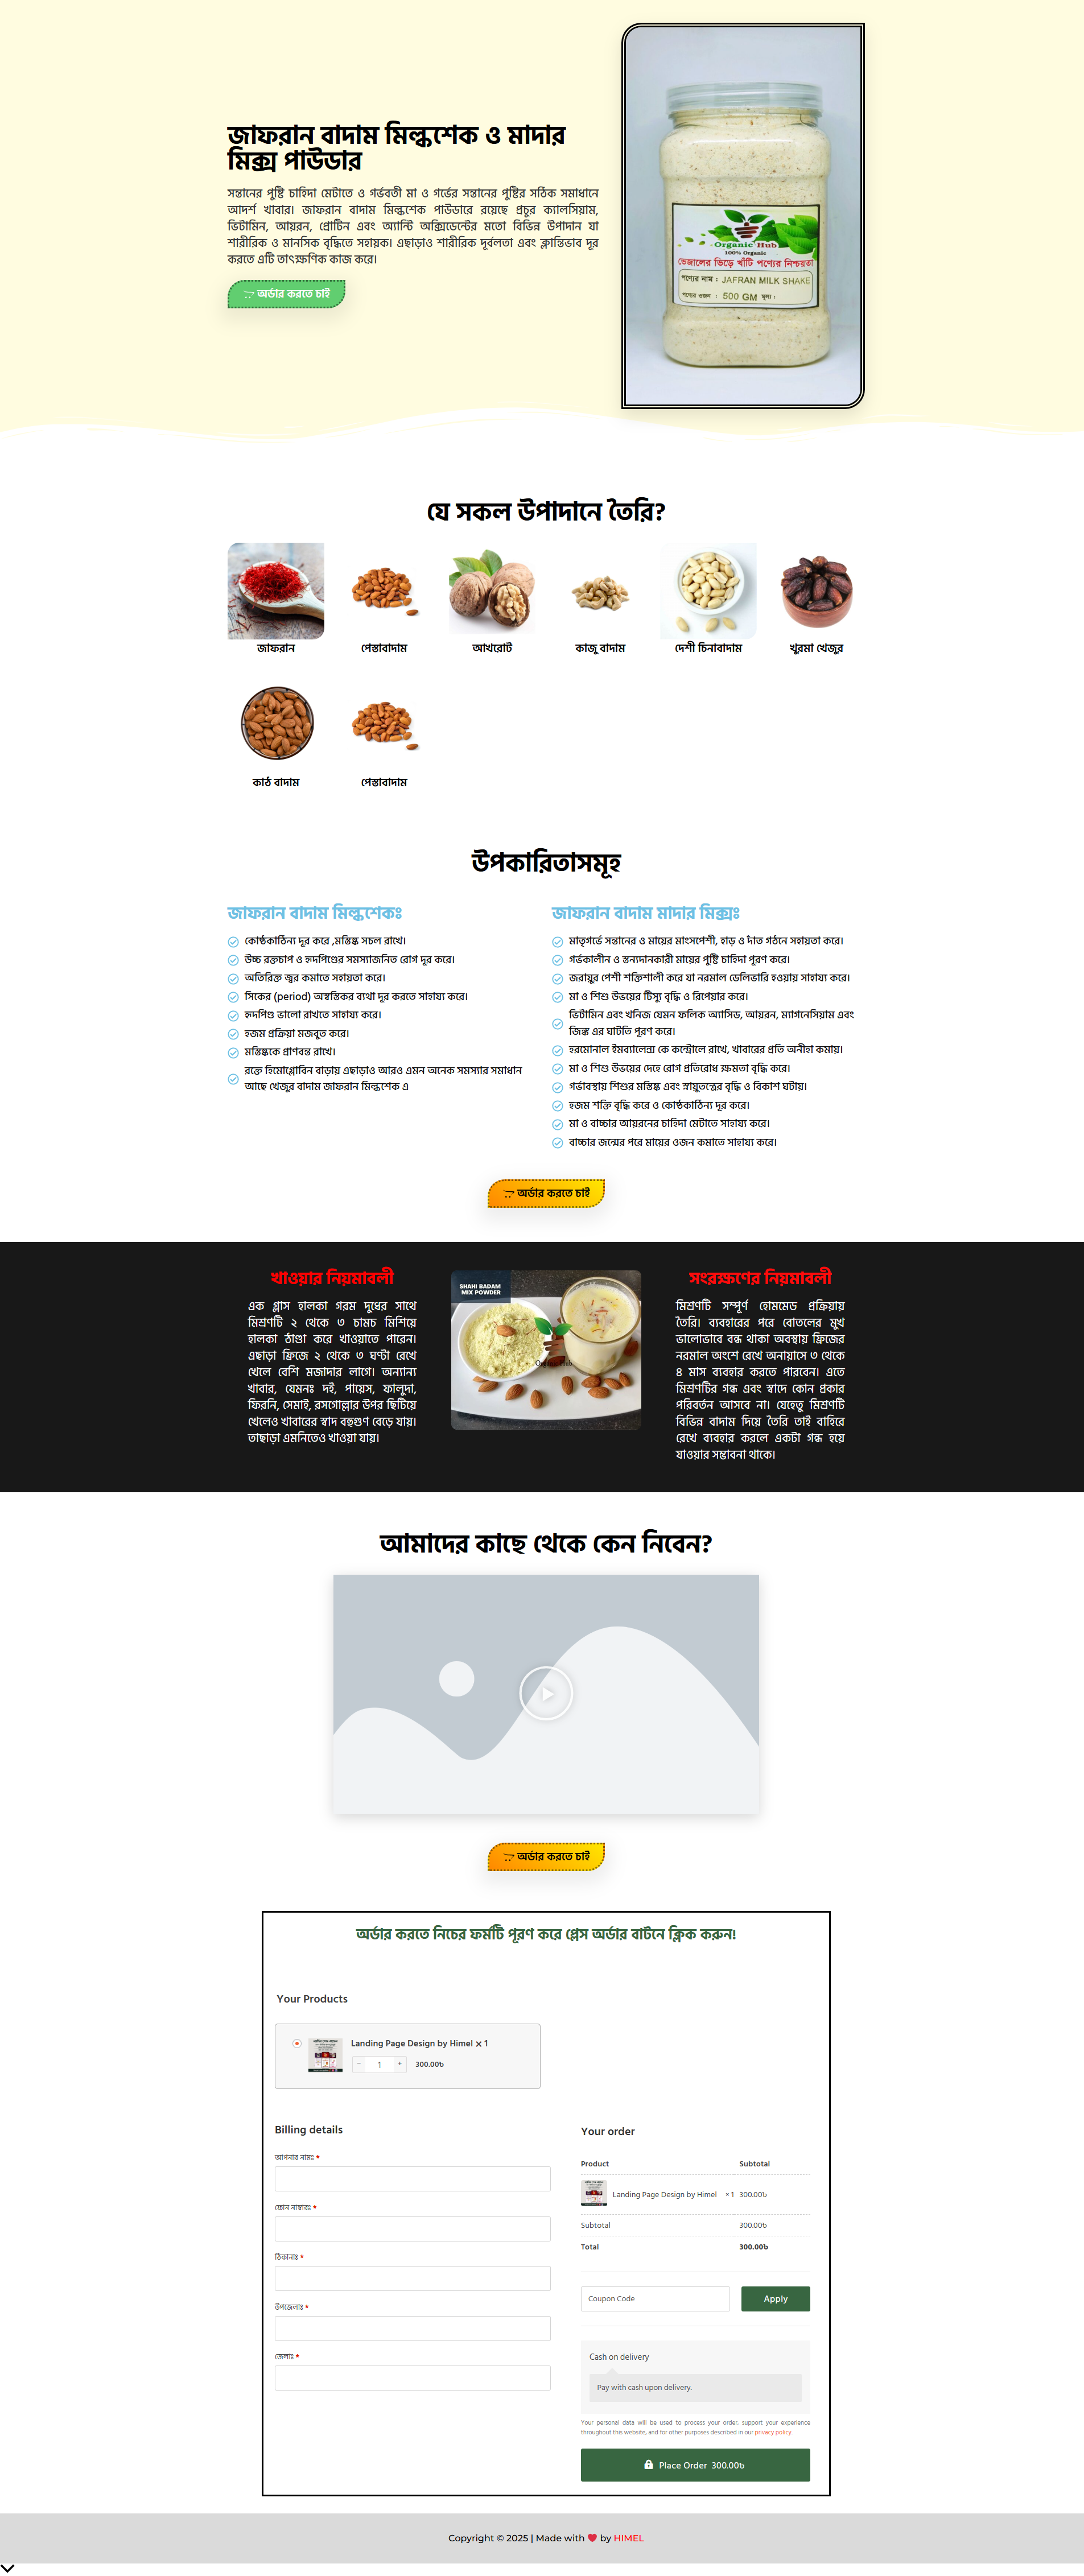 জাফরান বাদাম মিল্কশেক ও মাদার
মিক্স পাউডার
সন্তানের পুষ্টি চাহিদা মেটাতে ও গর্ভবতী মা ও গর্ভের সন্তানের পুষ্টির সঠিক সমাধানে
আদর্শ খাবার। জাফরান বাদাম মিল্কশেক পাউডারে রয়েছে প্রচুর ক্যালসিয়াম,
ভিটামিন, আয়রন, প্রোটিন এবং অ্যান্টি অক্সিডেন্টের মতো বিভিন্ন উপাদান যা
শারীরিক ও মানসিক বৃদ্ধিতে সহায়ক। এছাড়াও শারীরিক দূর্বলতা এবং ক্লান্তিভাব দূর
করতে এটি তাৎক্ষণিক কাজ করে।
অর্ডার করতে চাই
Organic Hub
100% Organic
ভেজালের ভিড়ে খাঁটি পণ্যের নিশ্চয়তা
পণ্যের নাম : JAFRAN MILK SHAKE
পণ্যের ওজন : 500 GM মূল্য :
যে সকল উপাদানে তৈরি?
জাফরান
পেস্তাবাদাম
আখরোট
কাজু বাদাম
দেশী চিনাবাদাম
খুরমা খেজুর
কাঠ বাদাম
পেস্তাবাদাম
উপকারিতাসমূহ
জাফরান বাদাম মিল্কশেকঃ
কোষ্ঠকাঠিন্য দূর করে ,মস্তিষ্ক সচল রাখে।
উচ্চ রক্তচাপ ও হৃদপিণ্ডের সমস্যাজনিত রোগ দূর করে।
অতিরিক্ত জ্বর কমাতে সহায়তা করে।
সিকের (period) অস্বস্তিকর ব্যথা দূর করতে সাহায্য করে।
হৃদপিণ্ড ভালো রাখতে সাহায্য করে।
হজম প্রক্রিয়া মজবুত করে।
মস্তিষ্ককে প্রাণবন্ত রাখে।
রক্তে হিমোগ্লোবিন বাড়ায় এছাড়াও আরও এমন অনেক সমস্যার সমাধান
আছে খেজুর বাদাম জাফরান মিল্কশেক এ
জাফরান বাদাম মাদার মিক্সঃ
মাতৃগর্ভে সন্তানের ও মায়ের মাংসপেশী, হাড় ও দাঁত গঠনে সহায়তা করে।
গর্ভকালীন ও স্তন্যদানকারী মায়ের পুষ্টি চাহিদা পূরণ করে।
জরায়ুর পেশী শক্তিশালী করে যা নরমাল ডেলিভারি হওয়ায় সাহায্য করে।
মা ও শিশু উভয়ের টিস্যু বৃদ্ধি ও রিপেয়ার করে।
ভিটামিন এবং খনিজ যেমন ফলিক অ্যাসিড, আয়রন, ম্যাগনেসিয়াম এবং
জিঙ্ক এর ঘাটতি পূরণ করে।
হরমোনাল ইমব্যালেন্স কে কন্ট্রোলে রাখে, খাবারের প্রতি অনীহা কমায়।
মা ও শিশু উভয়ের দেহে রোগ প্রতিরোধ ক্ষমতা বৃদ্ধি করে।
গর্ভাবস্থায় শিশুর মস্তিষ্ক এবং স্নায়ুতন্ত্রের বৃদ্ধি ও বিকাশ ঘটায়।
হজম শক্তি বৃদ্ধি করে ও কোষ্ঠকাঠিন্য দূর করে।
মা ও বাচ্চার আয়রনের চাহিদা মেটাতে সাহায্য করে।
বাচ্চার জন্মের পরে মায়ের ওজন কমাতে সাহায্য করে।
অর্ডার করতে চাই
খাওয়ার নিয়মাবলী
এক গ্লাস হালকা গরম দুধের সাথে
মিশ্রণটি ২ থেকে ৩ চামচ মিশিয়ে
হালকা ঠাণ্ডা করে খাওয়াতে পারেন।
এছাড়া ফ্রিজে ২ থেকে ৩ ঘণ্টা রেখে
খেলে বেশি মজাদার লাগে। অন্যান্য
খাবার, যেমনঃ দই, পায়েস, ফালুদা,
ফিরনি, সেমাই, রসগোল্লার উপর ছিটিয়ে
খেলেও খাবারের স্বাদ বহুগুণ বেড়ে যায়।
তাছাড়া এমনিতেও খাওয়া যায়।
SHAHI BADAM
MIX POWDER
সংরক্ষণের নিয়মাবলী
মিশ্রণটি সম্পূর্ণ হোমমেড প্রক্রিয়ায়
তৈরি। ব্যবহারের পরে বোতলের মুখ
ভালোভাবে বন্ধ থাকা অবস্থায় ফ্রিজের
নরমাল অংশে রেখে অনায়াসে ৩ থেকে
৪ মাস ব্যবহার করতে পারবেন। এতে
মিশ্রণটির গন্ধ এবং স্বাদে কোন প্রকার
পরিবর্তন আসবে না। যেহেতু মিশ্রণটি
বিভিন্ন বাদাম দিয়ে তৈরি তাই বাহিরে
রেখে ব্যবহার করলে একটা গন্ধ হয়ে
যাওয়ার সম্ভাবনা থাকে।
আমাদের কাছে থেকে কেন নিবেন?
অর্ডার করতে চাই
অর্ডার করতে নিচের ফর্মটি পূরণ করে প্লেস অর্ডার বাটনে ক্লিক করুন!
Your Products
Landing Page Design by Himel × 1
− 1 + 300.00৳
Billing details
আপনার নামঃ *
ফোন নাম্বারঃ *
ঠিকানাঃ *
উপজেলাঃ *
জেলাঃ *
Your order
Product Subtotal
Landing Page Design by Himel × 1 300.00৳
Subtotal 300.00৳
Total 300.00৳
Coupon Code Apply
Cash on delivery
Pay with cash upon delivery.
Your personal data will be used to process your order, support your experience
throughout this website, and for other purposes described in our privacy policy.
Place Order 300.00৳
Copyright © 2025 | Made with ❤ by HIMEL